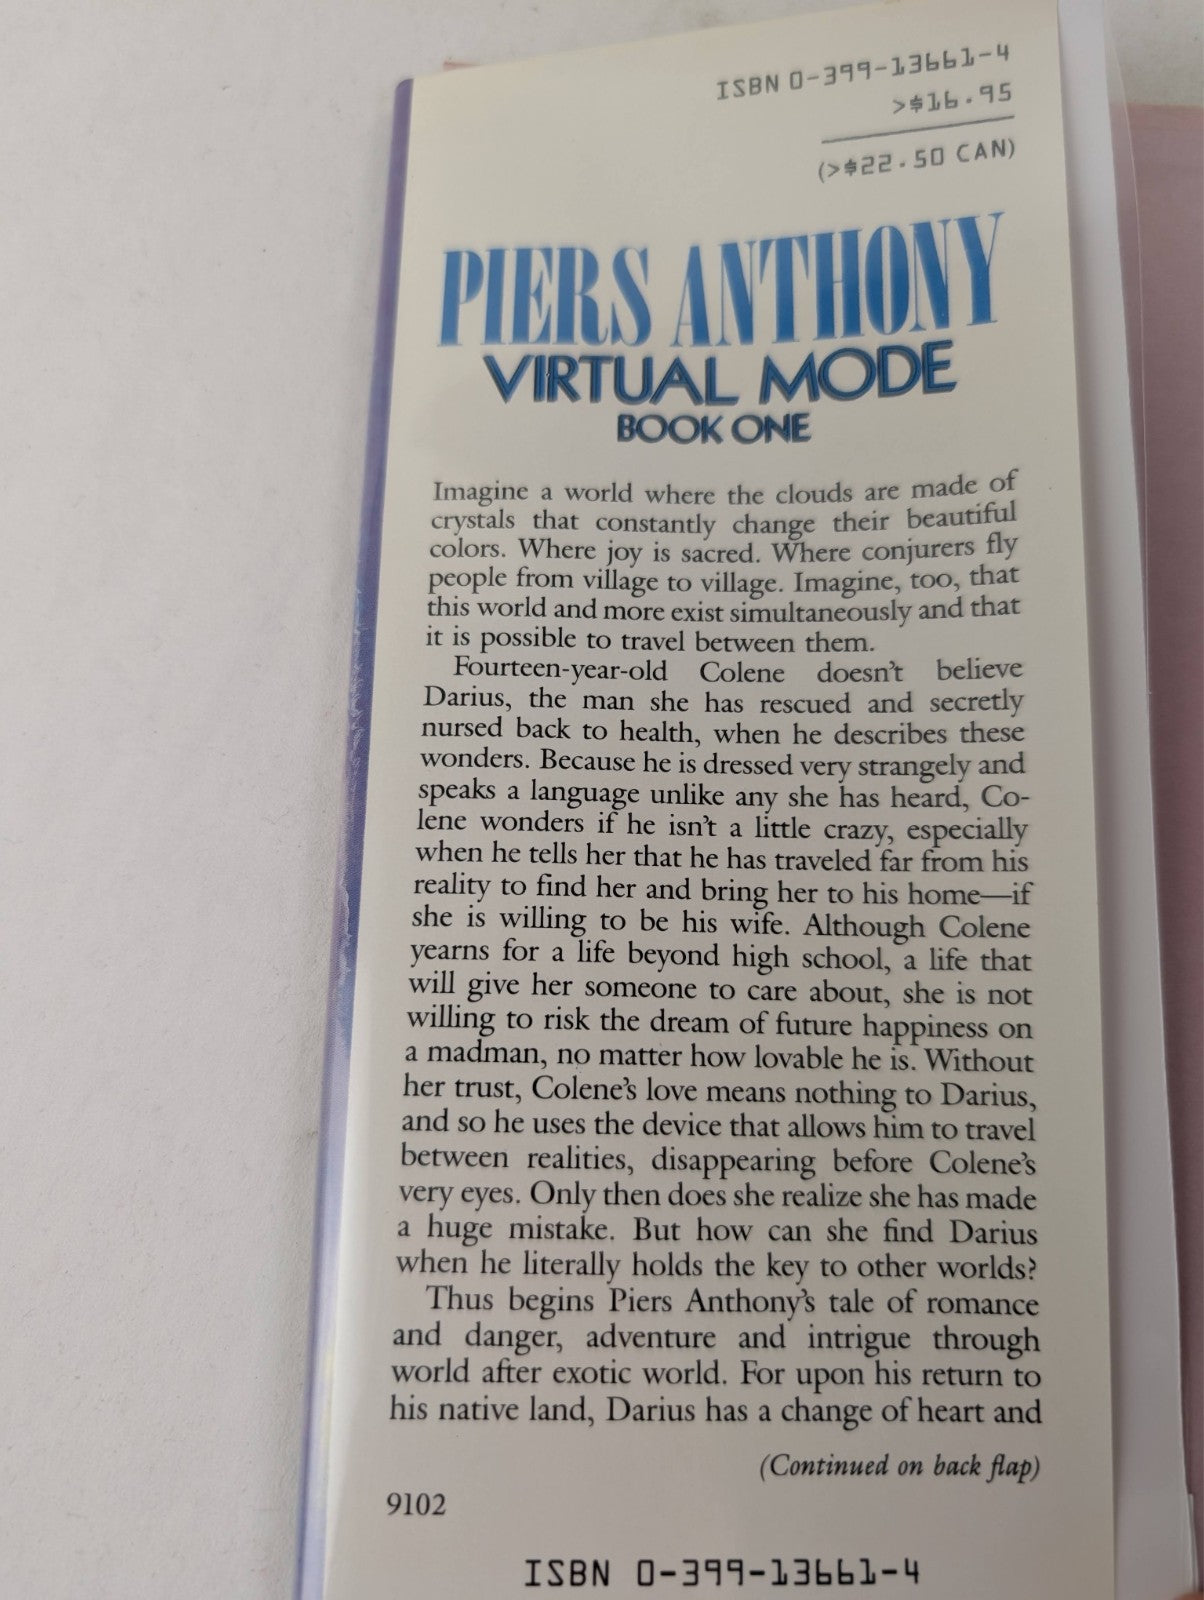 ISBN 0-399-13661-4
>$16.95
(>$22.50 CAN)
PIERS ANTHONY
VIRTUAL MODE
BOOK ONE
Imagine a world where the clouds are made of
crystals that constantly change their beautiful
colors. Where joy is sacred. Where conjurers fly
people from village to village. Imagine, too, that
this world and more exist simultaneously and that
it is possible to travel between them.
Fourteen-year-old Colene doesn't believe
Darius, the man she has rescued and secretly
nursed back to health, when he describes these
wonders. Because he is dressed very strangely and
speaks a language unlike any she has heard, Co-
lene wonders if he isn't a little crazy, especially
when he tells her that he has traveled far from his
reality to find her and bring her to his home—if
she is willing to be his wife. Although Colene
yearns for a life beyond high school, a life that
will give her someone to care about, she is not
willing to risk the dream of future happiness on
a madman, no matter how lovable he is. Without
her trust, Colene's love means nothing to Darius,
and so he uses the device that allows him to travel
between realities, disappearing before Colene's
very eyes. Only then does she realize she has made
a huge mistake. But how can she find Darius
when he literally holds the key to other worlds?
Thus begins Piers Anthony's tale of romance
and danger, adventure and intrigue through
world after exotic world. For upon his return to
his native land, Darius has a change of heart and
(Continued on back flap)
9102
ISBN 0-399-13661-4